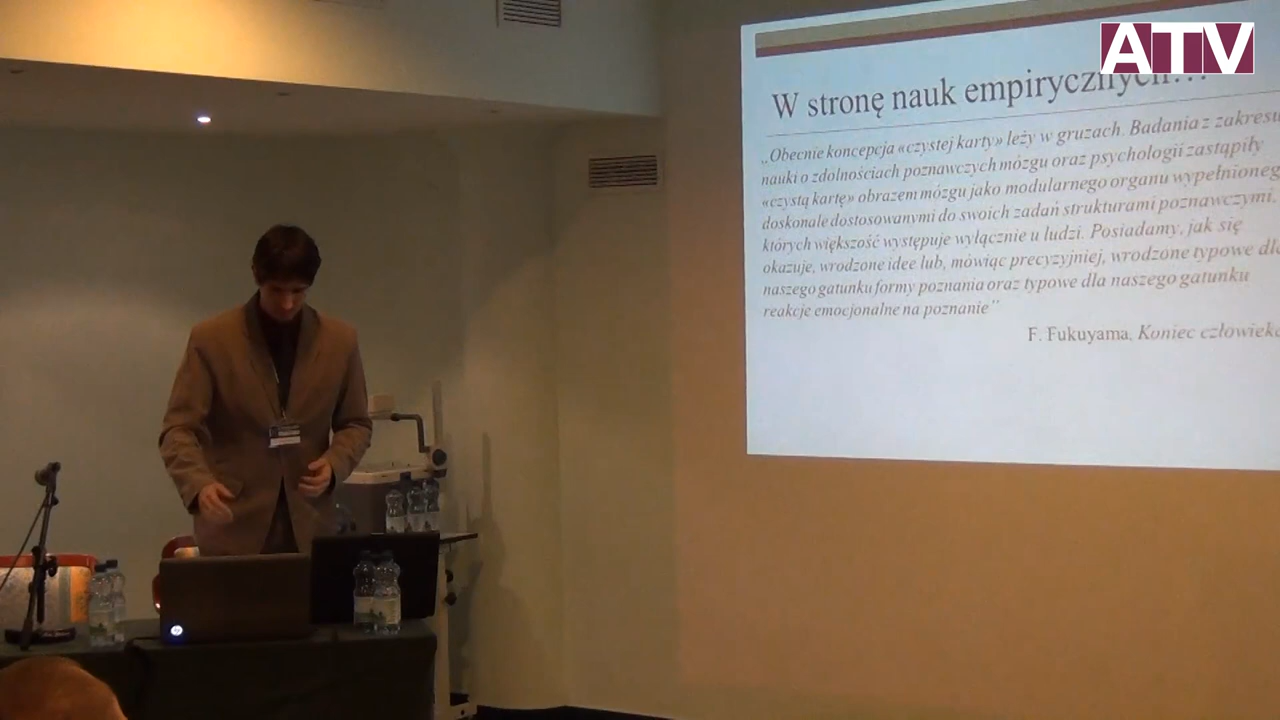 ATV
W stronę nauk empirycznych...
„Obecnie koncepcja «czystej karty» leży w gruzach. Badania z zakresu
nauki o zdolnościach poznawczych mózgu oraz psychologii zastąpiły
«czystą kartę» obrazem mózgu jako modularnego organu wypełnioneg
doskonale dostosowanymi do swoich zadań strukturami poznawczymi,
których większość występuje wyłącznie u ludzi. Posiadamy, jak się
okazuje, wrodzone idee lub, mówiąc precyzyjniej, wrodzone typowe dla
naszego gatunku formy poznania oraz typowe dla naszego gatunku
reakcje emocjonalne na poznanie”
F. Fukuyama, Koniec człowieka